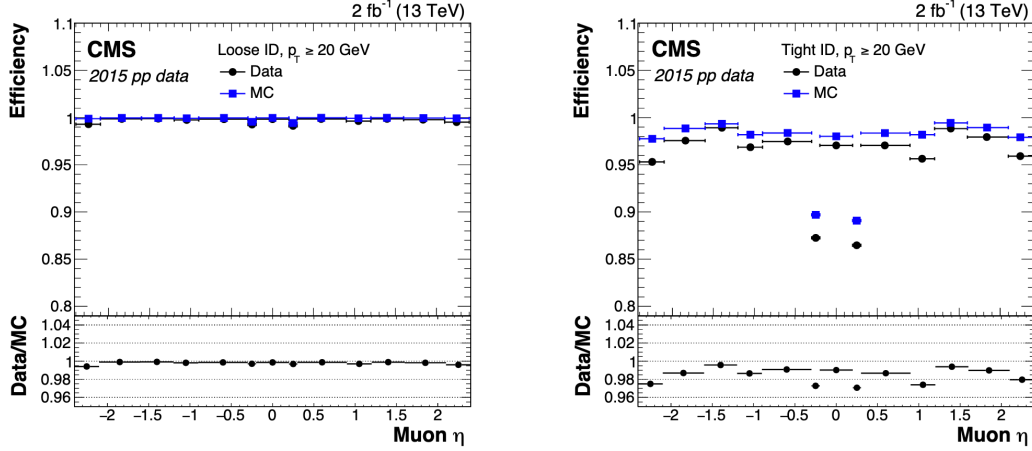 2 fb⁻¹ (13 TeV)
Efficiency
1.1
1.05
1
0.95
0.9
0.85
0.8
CMS
2015 pp data
Loose ID, p_T ≥ 20 GeV
Data
MC
Data/MC
1.04
1.02
1
0.98
0.96
−2 −1.5 −1 −0.5 0 0.5 1 1.5 2
Muon η
2 fb⁻¹ (13 TeV)
Efficiency
1.1
1.05
1
0.95
0.9
0.85
0.8
CMS
2015 pp data
Tight ID, p_T ≥ 20 GeV
Data
MC
Data/MC
1.04
1.02
1
0.98
0.96
−2 −1.5 −1 −0.5 0 0.5 1 1.5 2
Muon η